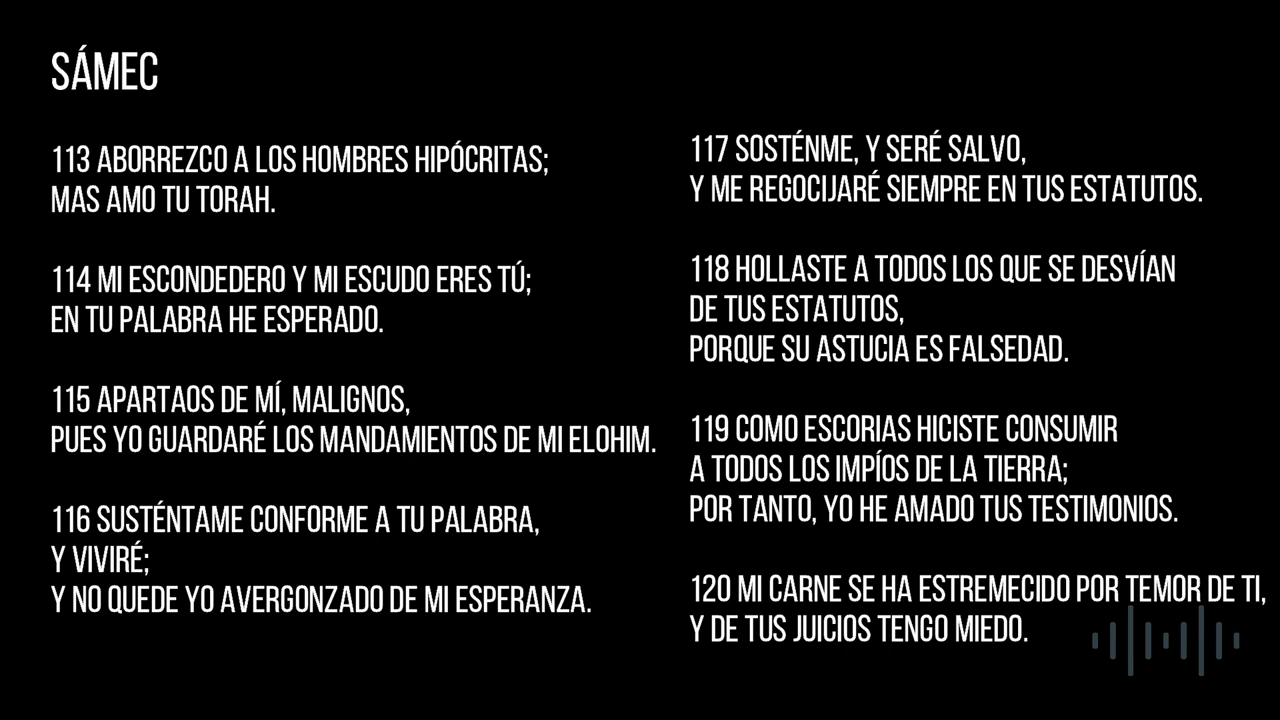 SÁMEC
113 ABORREZCO A LOS HOMBRES HIPÓCRITAS;
MAS AMO TU TORAH.
114 MI ESCONDEDERO Y MI ESCUDO ERES TÚ;
EN TU PALABRA HE ESPERADO.
115 APARTAOS DE MÍ, MALIGNOS,
PUES YO GUARDARÉ LOS MANDAMIENTOS DE MI ELOHIM.
116 SUSTÉNTAME CONFORME A TU PALABRA,
Y VIVIRÉ;
Y NO QUEDE YO AVERGONZADO DE MI ESPERANZA.
117 SOSTÉNME, Y SERÉ SALVO,
Y ME REGOCIJARÉ SIEMPRE EN TUS ESTATUTOS.
118 HOLLASTE A TODOS LOS QUE SE DESVÍAN
DE TUS ESTATUTOS,
PORQUE SU ASTUCIA ES FALSEDAD.
119 COMO ESCORIAS HICISTE CONSUMIR
A TODOS LOS IMPÍOS DE LA TIERRA;
POR TANTO, YO HE AMADO TUS TESTIMONIOS.
120 MI CARNE SE HA ESTREMECIDO POR TEMOR DE TI,
Y DE TUS JUICIOS TENGO MIEDO.